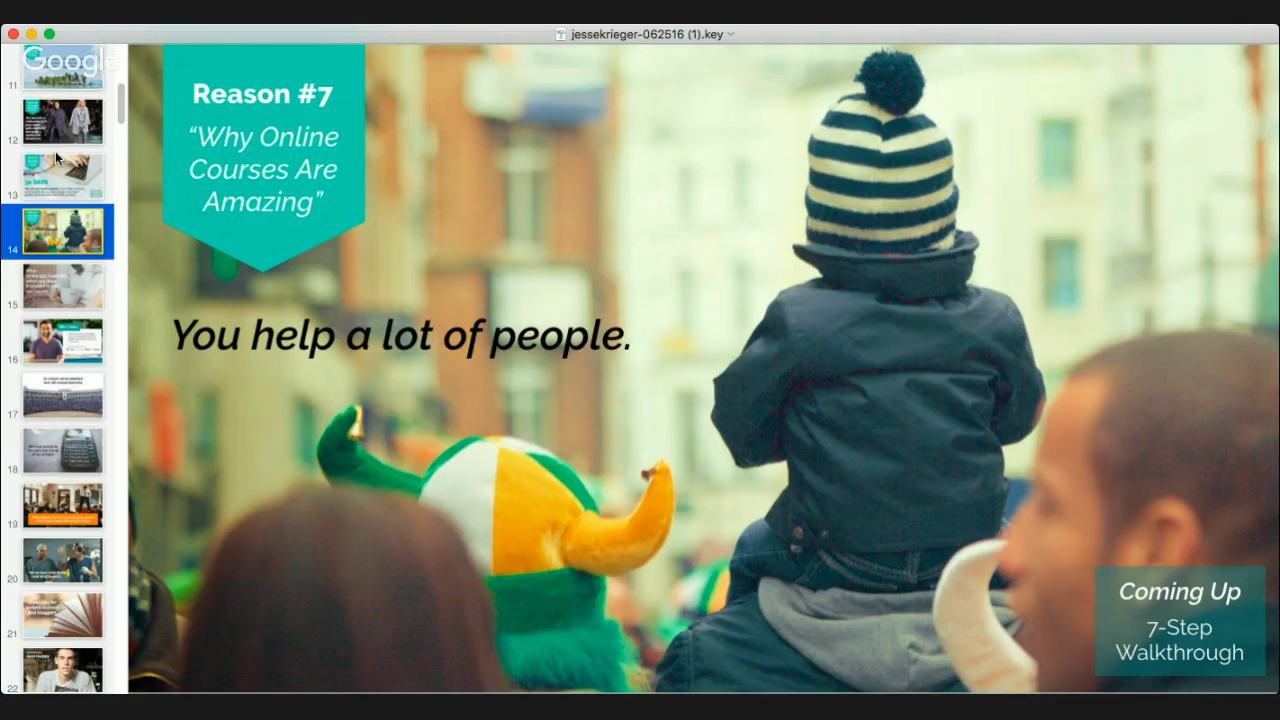 jessekrieger-062516 (1).key
Google
11
12
13
14
15
16
17
18
19
20
21
22
Reason #7
“Why Online
Courses Are
Amazing”
You help a lot of people.
Coming Up
7-Step
Walkthrough